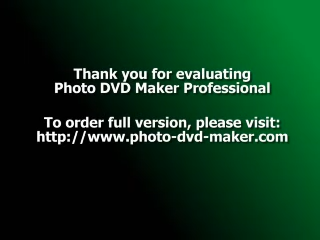 Thank you for evaluating
Photo DVD Maker Professional
To order full version, please visit:
http://www.photo-dvd-maker.com